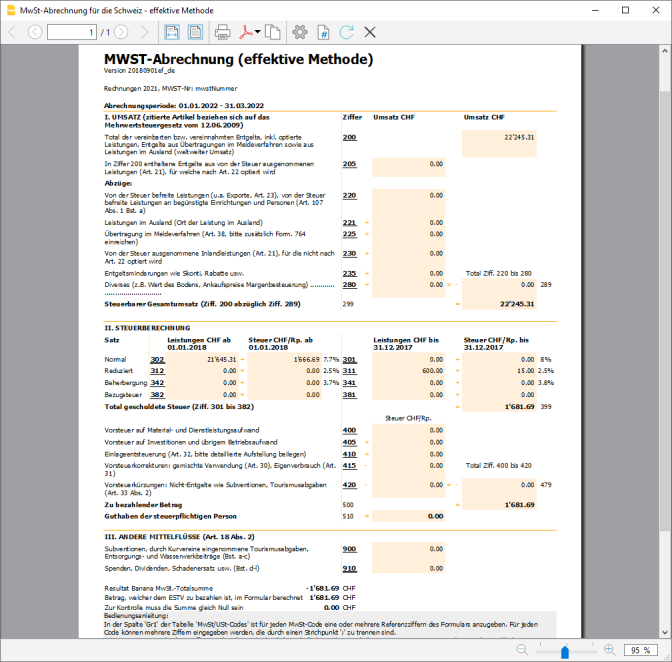 MwSt-Abrechnung für die Schweiz - effektive Methode
1 / 1
MWST-Abrechnung (effektive Methode)
Version 20180901ef_de
Rechnungen 2021, MWST-Nr: mwstNummer
Abrechnungsperiode: 01.01.2022 - 31.03.2022
I. UMSATZ (zitierte Artikel beziehen sich auf das Mehrwertsteuergesetz vom 12.06.2009) Ziffer Umsatz CHF Umsatz CHF
Total der vereinbarten bzw. vereinnahmten Entgelte, inkl. optierte 200 22'245.31
Leistungen, Entgelte aus Übertragungen im Meldeverfahren sowie aus
Leistungen im Ausland (weltweiter Umsatz)
In Ziffer 200 enthaltene Entgelte aus von der Steuer ausgenommenen 205 0.00
Leistungen (Art. 21), für welche nach Art. 22 optiert wird
Abzüge:
Von der Steuer befreite Leistungen (u.a. Exporte, Art. 23), von der Steuer 220 0.00
befreite Leistungen an begünstigte Einrichtungen und Personen (Art. 107
Abs. 1 Bst. a)
Leistungen im Ausland (Ort der Leistung im Ausland) 221 + 0.00
Übertragung im Meldeverfahren (Art. 38, bitte zusätzlich Form. 764 225 + 0.00
einreichen)
Von der Steuer ausgenommene Inlandleistungen (Art. 21), für die nicht nach 230 + 0.00
Art. 22 optiert wird
Entgeltsminderungen wie Skonti, Rabatte usw. 235 + 0.00 Total Ziff. 220 bis 280
Diverses (z.B. Wert des Bodens, Ankaufspreise Margenbesteuerung) ............ 280 + 0.00 = - 0.00 289
.........................
Steuerbarer Gesamtumsatz (Ziff. 200 abzüglich Ziff. 289) 299 = 22'245.31
II. STEUERBERECHNUNG
Satz Leistungen CHF ab 01.01.2018 Steuer CHF/Rp. ab 01.01.2018 Leistungen CHF bis 31.12.2017 Steuer CHF/Rp. bis 31.12.2017
Normal 302 21'645.31 + 1'666.69 7.7% 301 0.00 + 0.00 8%
Reduziert 312 0.00 + 0.00 2.5% 311 600.00 + 15.00 2.5%
Beherbergung 342 0.00 + 0.00 3.7% 341 0.00 + 0.00 3.8%
Bezugsteuer 382 0.00 + 0.00 381 0.00 + 0.00
Total geschuldete Steuer (Ziff. 301 bis 382) = 1'681.69 399
Steuer CHF/Rp.
Vorsteuer auf Material- und Dienstleistungsaufwand 400 0.00
Vorsteuer auf Investitionen und übrigem Betriebsaufwand 405 + 0.00
Einlageentsteuerung (Art. 32, bitte detaillierte Aufstellung beilegen) 410 + 0.00
Vorsteuerkorrekturen: gemischte Verwendung (Art. 30), Eigenverbrauch (Art. 415 - 0.00 Total Ziff. 400 bis 420
31)
Vorsteuerkürzungen: Nicht-Entgelte wie Subventionen, Tourismusabgaben 420 - 0.00 = - 0.00 479
(Art. 33 Abs. 2)
Zu bezahlender Betrag 500 = 1'681.69
Guthaben der steuerpflichtigen Person 510 = 0.00
III. ANDERE MITTELFLÜSSE (Art. 18 Abs. 2)
Subventionen, durch Kurvereine eingenommene Tourismusabgaben, 900 0.00
Entsorgungs- und Wasserwerkbeiträge (Bst. a-c)
Spenden, Dividenden, Schadenersatz usw. (Bst. d-l) 910 0.00
Resultat Banana MwSt.-Totalsumme -1'681.69 CHF
Betrag, welcher dem ESTV zu bezahlen ist, im Formular berechnet 1'681.69 CHF
Zur Kontrolle muss die Summe gleich Null sein 0.00 CHF
Bedienungsanleitung:
In der Spalte 'Gr1' der Tabelle 'MwSt/USt-Codes' ist für jeden MwSt-Code eine oder mehrere Referenzziffern des Formulars anzugeben. Für jeden
Code können mehrere Ziffern eingegeben werden, die durch einen Strichpunkt ';' zu trennen sind.
95 %